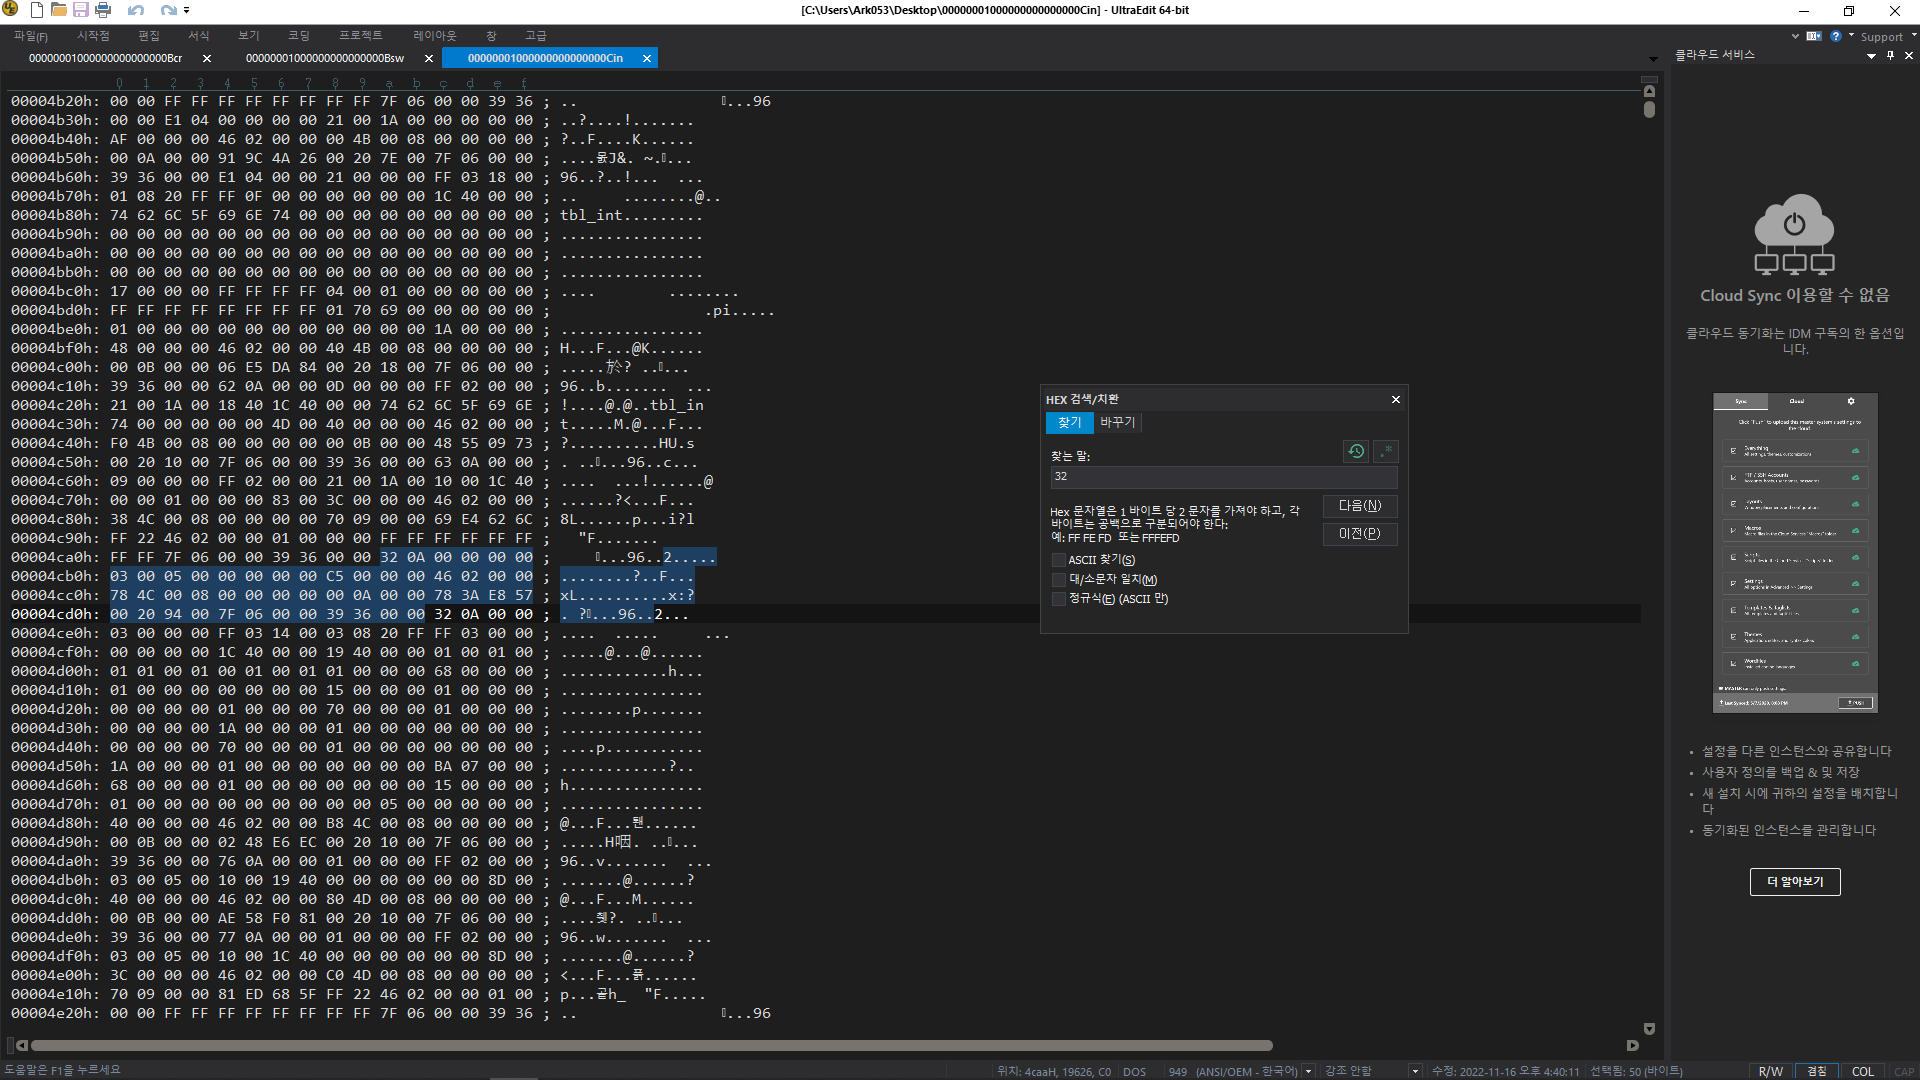 [C:\Users\Ark053\Desktop\00000001000000000000000Cin] - UltraEdit 64-bit
파일(F) 시작점 편집 서식 보기 코딩 프로젝트 레이아웃 창 고급
Support
00000001000000000000000Bcr 00000001000000000000000Bsw 00000001000000000000000Cin
클라우드 서비스
0 1 2 3 4 5 6 7 8 9 a b c d e f
00004b20h: 00 00 FF FF FF FF FF FF FF FF 7F 06 00 00 39 36 ; .. ...96
00004b30h: 00 00 E1 04 00 00 00 00 21 00 1A 00 00 00 00 00 ; ..?....!.......
00004b40h: AF 00 00 00 46 02 00 00 00 4B 00 08 00 00 00 00 ; ?..F....K......
00004b50h: 00 0A 00 00 91 9C 4A 26 00 20 7E 00 7F 06 00 00 ; ....몴J&. ~....
00004b60h: 39 36 00 00 E1 04 00 00 21 00 00 00 FF 03 18 00 ; 96..?..!... ...
00004b70h: 01 08 20 FF FF 0F 00 00 00 00 00 00 1C 40 00 00 ; .. ........@..
00004b80h: 74 62 6C 5F 69 6E 74 00 00 00 00 00 00 00 00 00 ; tbl_int.........
00004b90h: 00 00 00 00 00 00 00 00 00 00 00 00 00 00 00 00 ; ................
00004ba0h: 00 00 00 00 00 00 00 00 00 00 00 00 00 00 00 00 ; ................
00004bb0h: 00 00 00 00 00 00 00 00 00 00 00 00 00 00 00 00 ; ................
00004bc0h: 17 00 00 00 FF FF FF FF 04 00 01 00 00 00 00 00 ; .... ........
00004bd0h: FF FF FF FF FF FF FF FF 01 70 69 00 00 00 00 00 ; .pi.....
00004be0h: 01 00 00 00 00 00 00 00 00 00 00 00 1A 00 00 00 ; ................
00004bf0h: 48 00 00 00 46 02 00 00 40 4B 00 08 00 00 00 00 ; H...F...@K......
00004c00h: 00 0B 00 00 06 E5 DA 84 00 20 18 00 7F 06 00 00 ; .....於? .....
00004c10h: 39 36 00 00 62 0A 00 00 0D 00 00 00 FF 02 00 00 ; 96..b....... ...
00004c20h: 21 00 1A 00 18 40 1C 40 00 00 74 62 6C 5F 69 6E ; !....@.@..tbl_in
00004c30h: 74 00 00 00 00 00 4D 00 40 00 00 00 46 02 00 00 ; t.....M.@...F...
00004c40h: F0 4B 00 08 00 00 00 00 00 0B 00 00 48 55 09 73 ; ?..........HU.s
00004c50h: 00 20 10 00 7F 06 00 00 39 36 00 00 63 0A 00 00 ; . .....96..c...
00004c60h: 09 00 00 00 FF 02 00 00 21 00 1A 00 10 00 1C 40 ; .... ...!......@
00004c70h: 00 00 01 00 00 00 83 00 3C 00 00 00 46 02 00 00 ; ......?<...F...
00004c80h: 38 4C 00 08 00 00 00 00 70 09 00 00 69 E4 62 6C ; 8L......p...i?l
00004c90h: FF 22 46 02 00 00 01 00 00 00 FF FF FF FF FF FF ; "F.......
00004ca0h: FF FF 7F 06 00 00 39 36 00 00 32 0A 00 00 00 00 ; ...96..2.....
00004cb0h: 03 00 05 00 00 00 00 00 C5 00 00 00 46 02 00 00 ; ........?..F...
00004cc0h: 78 4C 00 08 00 00 00 00 00 0A 00 00 78 3A E8 57 ; xL..........x:?
00004cd0h: 00 20 94 00 7F 06 00 00 39 36 00 00 32 0A 00 00 ; . ?...96..2...
00004ce0h: 03 00 00 00 FF 03 14 00 03 08 20 FF FF 03 00 00 ; .... ..... ...
00004cf0h: 00 00 00 00 1C 40 00 00 19 40 00 00 01 00 01 00 ; .....@...@......
00004d00h: 01 01 00 01 00 01 00 01 01 00 00 00 68 00 00 00 ; ............h...
00004d10h: 01 00 00 00 00 00 00 00 15 00 00 00 01 00 00 00 ; ................
00004d20h: 00 00 00 00 01 00 00 00 70 00 00 00 01 00 00 00 ; ........p.......
00004d30h: 00 00 00 00 1A 00 00 00 01 00 00 00 00 00 00 00 ; ................
00004d40h: 00 00 00 00 70 00 00 00 01 00 00 00 00 00 00 00 ; ....p...........
00004d50h: 1A 00 00 00 01 00 00 00 00 00 00 00 BA 07 00 00 ; ............?..
00004d60h: 68 00 00 00 01 00 00 00 00 00 00 00 15 00 00 00 ; h...............
00004d70h: 01 00 00 00 00 00 00 00 00 00 05 00 00 00 00 00 ; ................
00004d80h: 40 00 00 00 46 02 00 00 B8 4C 00 08 00 00 00 00 ; @...F...멘......
00004d90h: 00 0B 00 00 02 48 E6 EC 00 20 10 00 7F 06 00 00 ; .....H咽. .....
00004da0h: 39 36 00 00 76 0A 00 00 01 00 00 00 FF 02 00 00 ; 96..v....... ...
00004db0h: 03 00 05 00 10 00 19 40 00 00 00 00 00 00 8D 00 ; .......@......?
00004dc0h: 40 00 00 00 46 02 00 00 80 4D 00 08 00 00 00 00 ; @...F...M......
00004dd0h: 00 0B 00 00 AE 58 F0 81 00 20 10 00 7F 06 00 00 ; ....쵓?. .....
00004de0h: 39 36 00 00 77 0A 00 00 01 00 00 00 FF 02 00 00 ; 96..w....... ...
00004df0h: 03 00 05 00 10 00 1C 40 00 00 00 00 00 00 8D 00 ; .......@......?
00004e00h: 3C 00 00 00 46 02 00 00 C0 4D 00 08 00 00 00 00 ; <...F...픎......
00004e10h: 70 09 00 00 81 ED 68 5F FF 22 46 02 00 00 01 00 ; p...곹h_ "F.....
00004e20h: 00 00 FF FF FF FF FF FF FF FF 7F 06 00 00 39 36 ; .. ...96
HEX 검색/치환
찾기 바꾸기
찾는 말:
32
Hex 문자열은 1 바이트 당 2 문자를 가져야 하고, 각
바이트는 공백으로 구분되어야 한다:
예: FF FE FD 또는 FFFEFD
다음(N)
이전(P)
ASCII 찾기(S)
대/소문자 일치(M)
정규식(E) (ASCII 만)
Cloud Sync 이용할 수 없음
클라우드 동기화는 IDM 구독의 한 옵션입
니다.
Sync Cloud
Click "Push" to upload this master system's settings to
the cloud.
Everything
All settings, themes, customizations
FTP / SSH Accounts
Layouts
Macros
Scripts
Settings
Templates & taglists
Themes
Wordfiles
PUSH
• 설정을 다른 인스턴스와 공유합니다
• 사용자 정의를 백업 & 및 저장
• 새 설치 시에 귀하의 설정을 배치합니
다
• 동기화된 인스턴스를 관리합니다
더 알아보기
도움말은 F1을 누르세요
위치: 4caaH, 19626, C0 DOS 949 (ANSI/OEM - 한국어) 강조 안함 수정: 2022-11-16 오후 4:40:11 선택됨: 50 (바이트) R/W 겹침 COL CAP